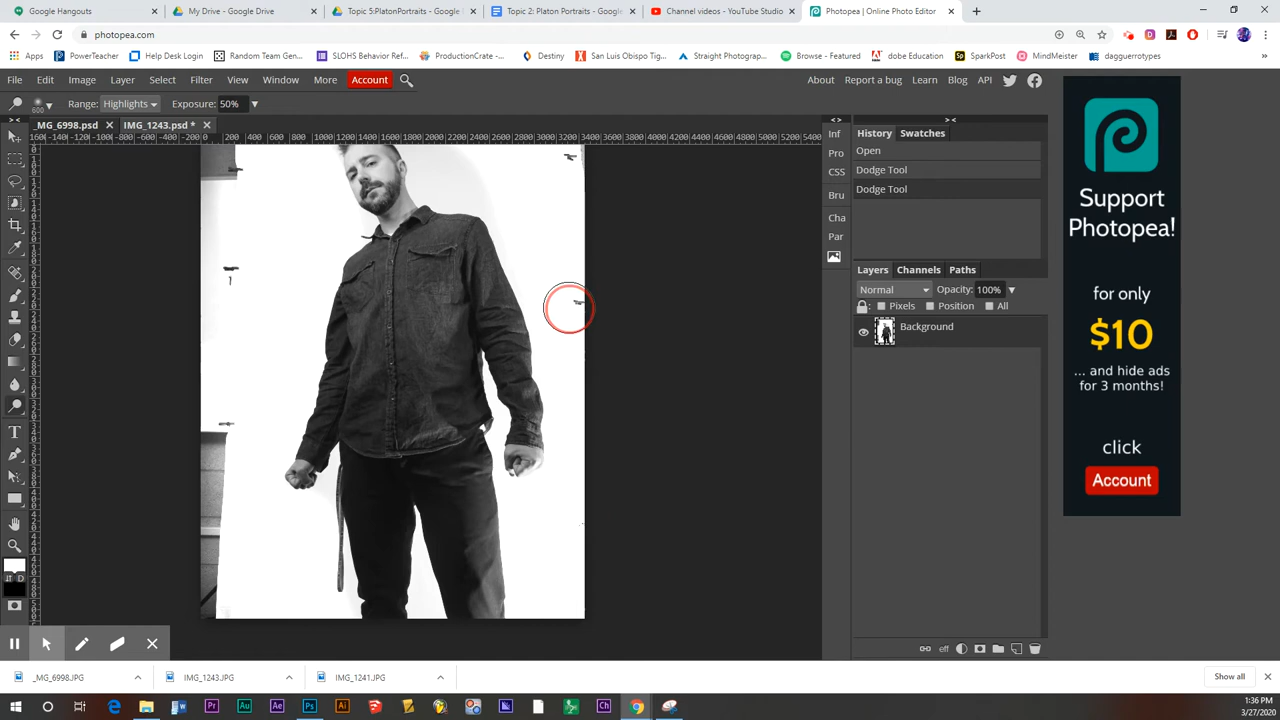 Google Hangouts
My Drive - Google Drive
Topic 5:PlatonPortraits - Google
Topic 2: Platon Portraits - Google
Channel videos - YouTube Studio
Photopea | Online Photo Editor
photopea.com
Apps
PowerTeacher
Help Desk Login
Random Team Gen...
SLOHS Behavior Ref...
ProductionCrate - C...
Destiny
San Luis Obispo Tig...
Straight Photograp...
Browse - Featured
adobe Education
SparkPost
MindMeister
dagguerrotypes
File Edit Image Layer Select Filter View Window More Account
About Report a bug Learn Blog API
600
Range: Highlights Exposure: 50%
_MG_6998.psd IMG_1243.psd *
Inf
Pro
CSS
Bru
Cha
Par
History Swatches
Open
Dodge Tool
Dodge Tool
Layers Channels Paths
Normal Opacity: 100%
Pixels Position All
Background
eff
D
Support
Photopea!
for only
$10
... and hide ads
for 3 months!
click
Account
_MG_6998.JPG
IMG_1243.JPG
IMG_1241.JPG
Show all
1:36 PM
3/27/2020